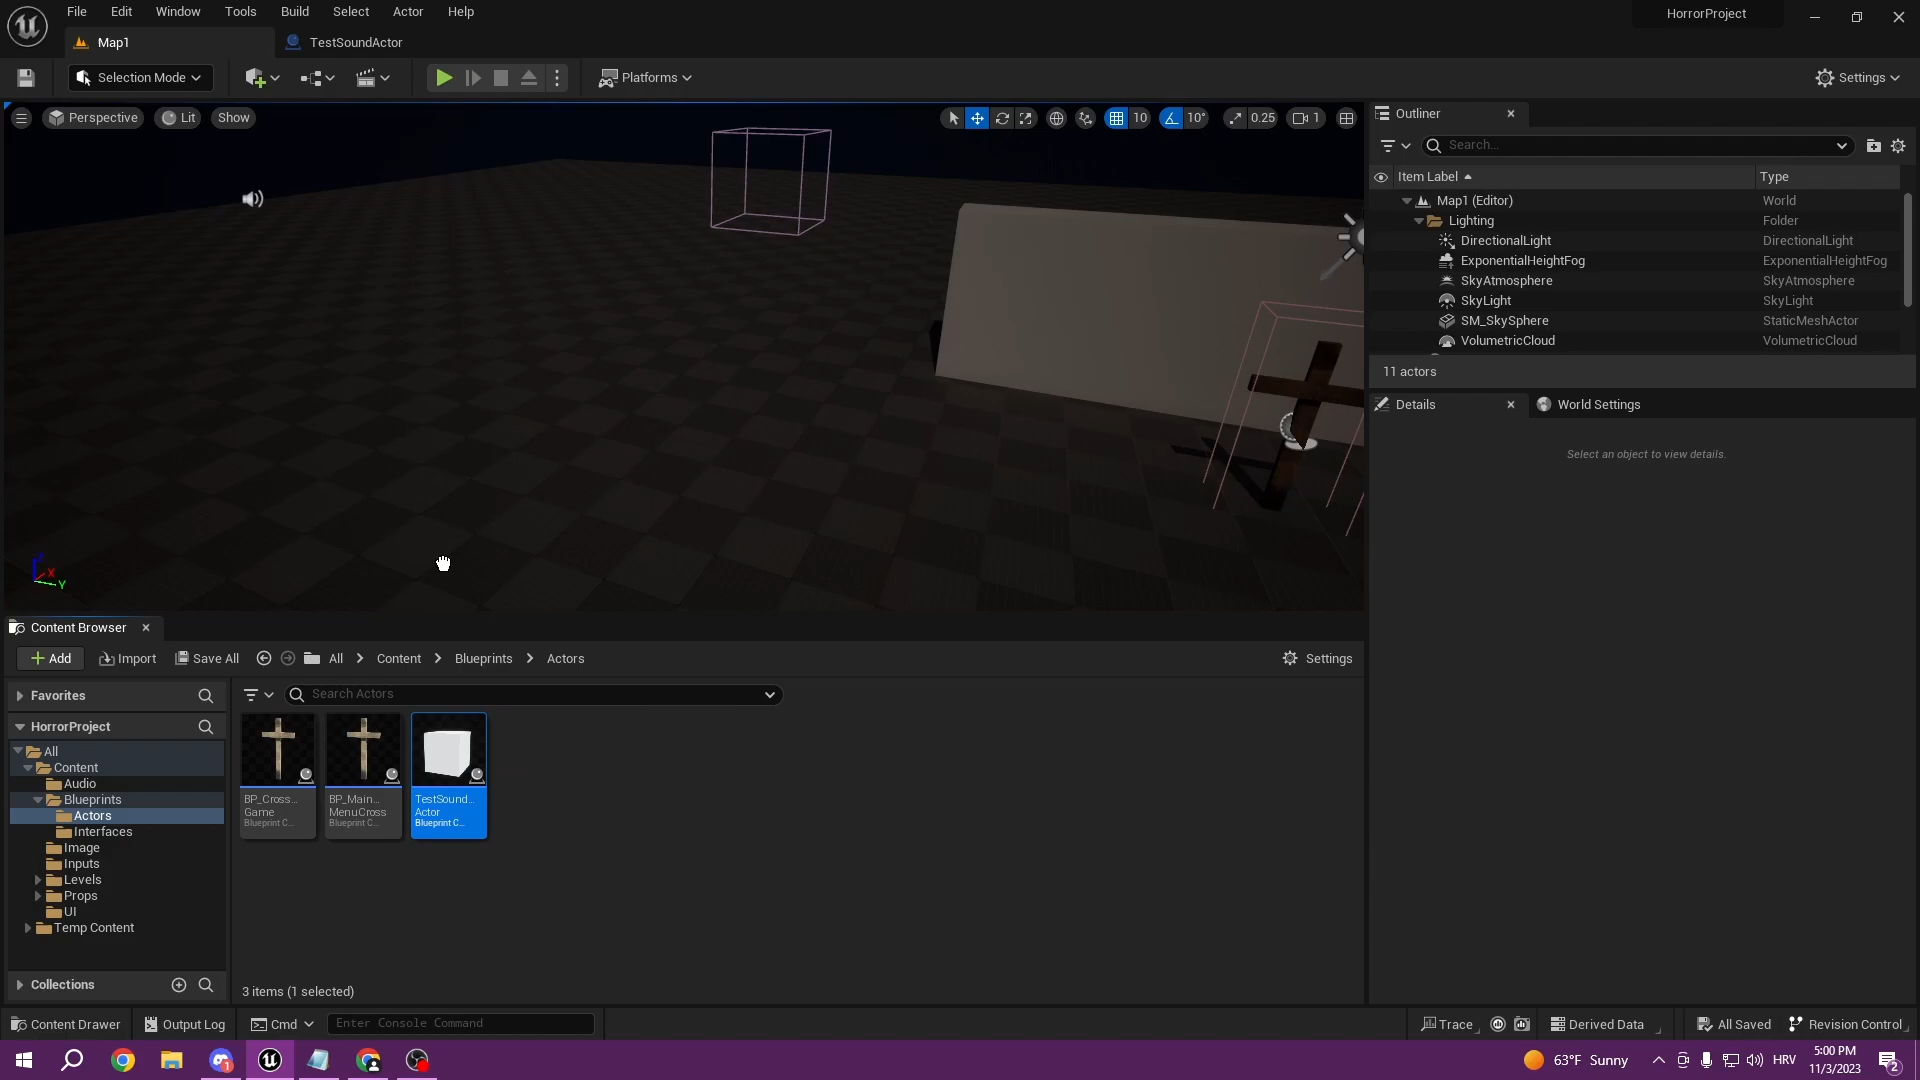 File Edit Window Tools Build Select Actor Help
HorrorProject
Map1
TestSoundActor
Selection Mode
Platforms
Settings
Perspective Lit Show
10 10° 0.25 1
Outliner
Search...
Item Label Type
Map1 (Editor) World
Lighting Folder
DirectionalLight DirectionalLight
ExponentialHeightFog ExponentialHeightFog
SkyAtmosphere SkyAtmosphere
SkyLight SkyLight
SM_SkySphere StaticMeshActor
VolumetricCloud VolumetricCloud
11 actors
Details
World Settings
Select an object to view details.
X
Y
Content Browser
Add Import Save All All Content Blueprints Actors Settings
Favorites
Search Actors
HorrorProject
All
Content
Audio
Blueprints
Actors
Interfaces
Image
Inputs
Levels
Props
UI
Temp Content
Collections
BP_Cross...
Game
Blueprint C...
BP_Main...
MenuCross
Blueprint C...
TestSound...
Actor
Blueprint C...
3 items (1 selected)
Content Drawer Output Log Cmd Enter Console Command Trace Derived Data All Saved Revision Control
1
63°F Sunny
HRV
5:00 PM
11/3/2023
2